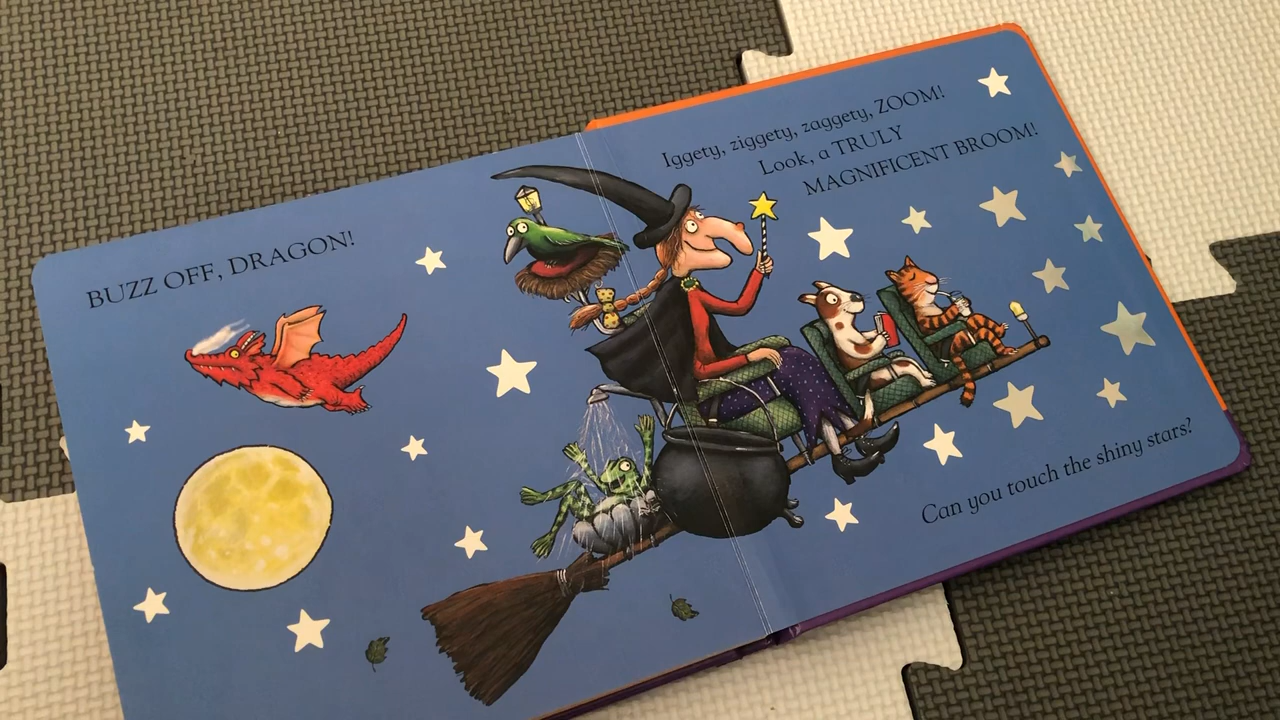 BUZZ OFF, DRAGON!
Iggety, ziggety, zaggety, ZOOM!
Look, a TRULY
MAGNIFICENT BROOM!
Can you touch the shiny stars?